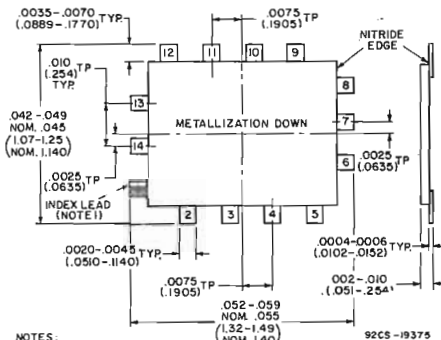 .0035-.0070
(.0889-.1770) TYP.
.0075
(.1905) TP
12
11
10
9
NITRIDE
EDGE
.010
(.254) TP
TYP.
8
13
.042-.049
NOM. .045
(1.07-1.25
NOM. 1.140)
METALLIZATION DOWN
7
14
6
.0025
(.0635) TP
.0025
(.0635) TP
INDEX LEAD
(NOTE I)
2
3
4
5
.0020-.0045
(.0510-.1140) TYP.
.0004-.0006
(.0102-.0152) TYP.
.0075
(.1905) TP
.002-.010
(.051-.254)
.052-.059
NOM. .055
(1.32-1.49)
NOM. 1.40
NOTES:
92CS-19375